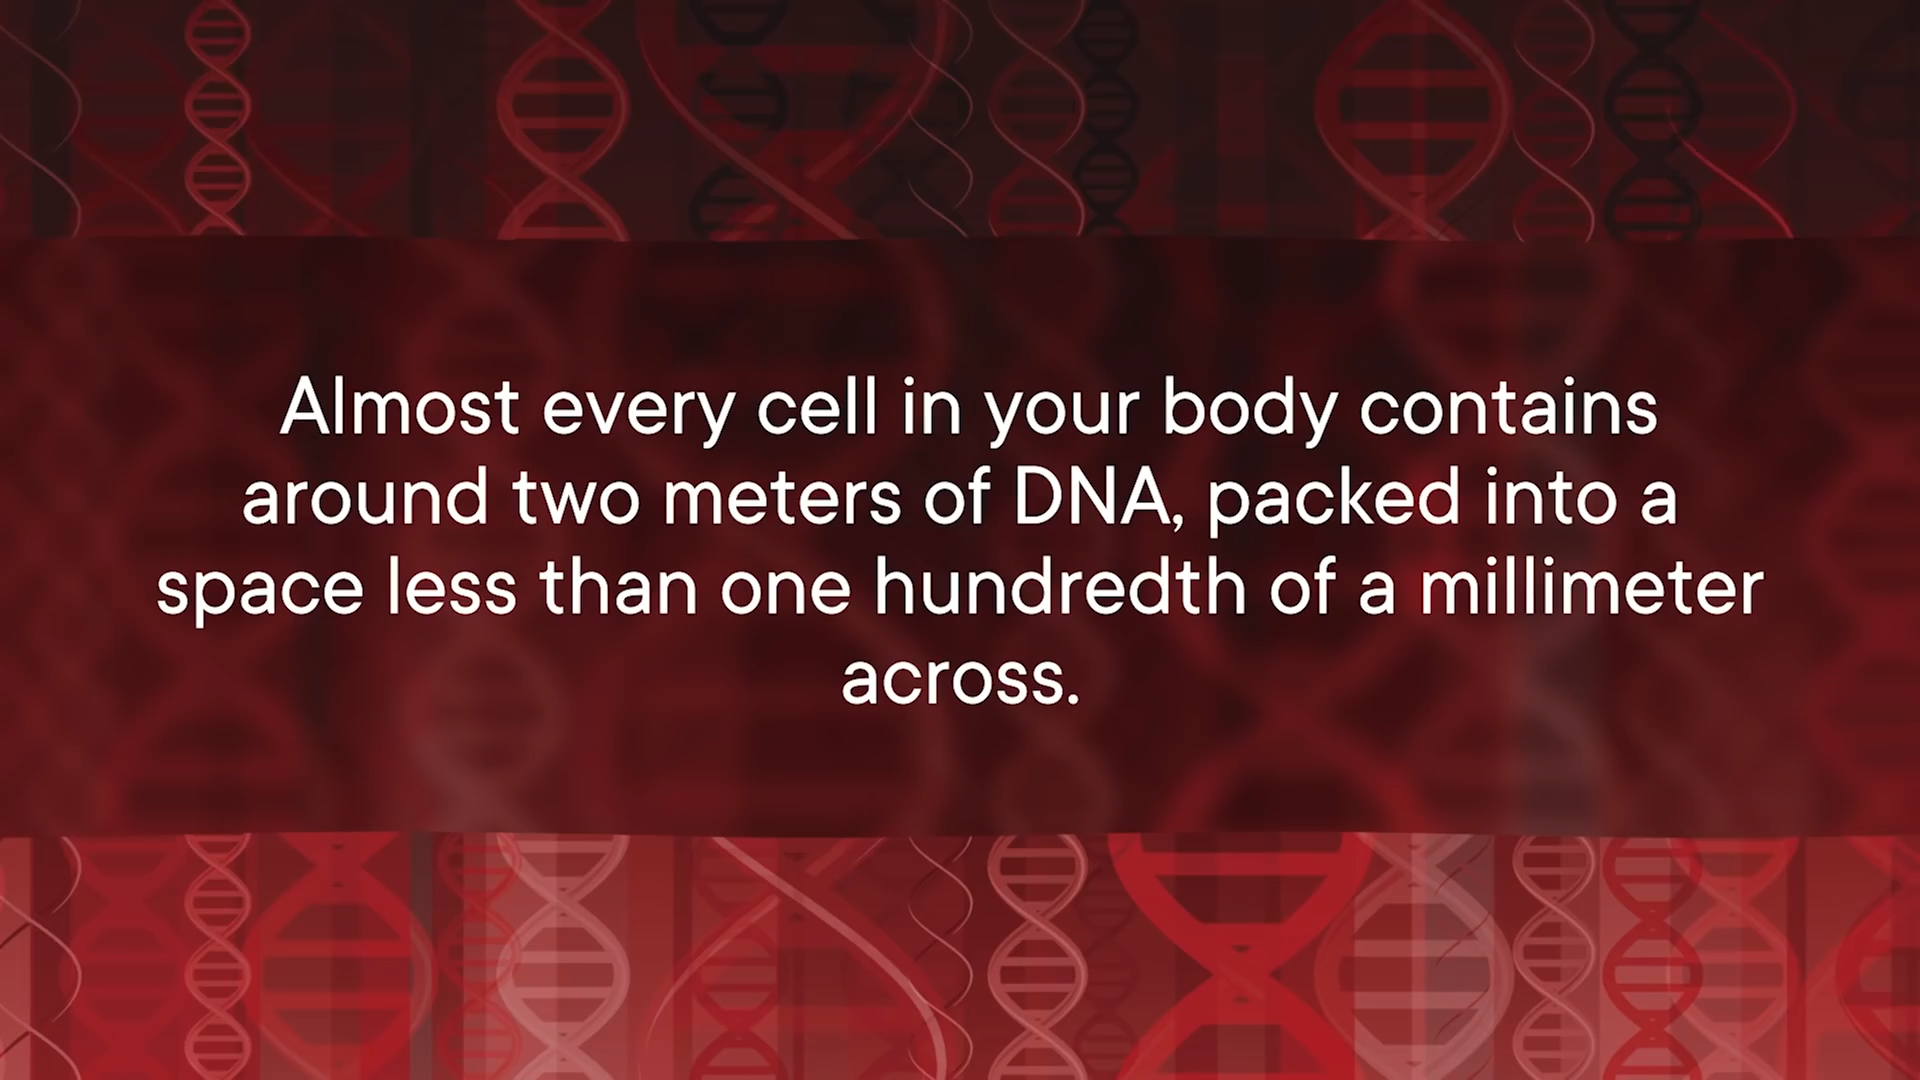 Almost every cell in your body contains
around two meters of DNA, packed into a
space less than one hundredth of a millimeter
across.